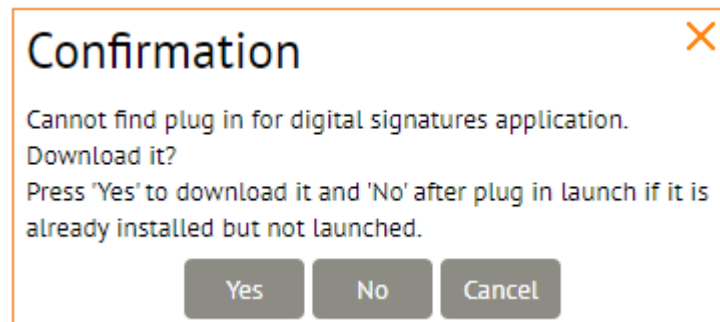 Confirmation
Cannot find plug in for digital signatures application.
Download it?
Press 'Yes' to download it and 'No' after plug in launch if it is
already installed but not launched.
Yes No Cancel